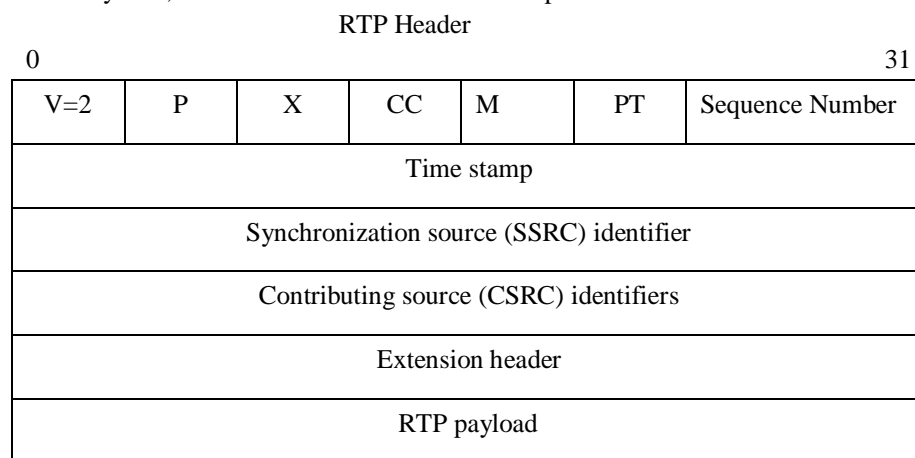 RTP Header
0 31
V=2 P X CC M PT Sequence Number
Time stamp
Synchronization source (SSRC) identifier
Contributing source (CSRC) identifiers
Extension header
RTP payload